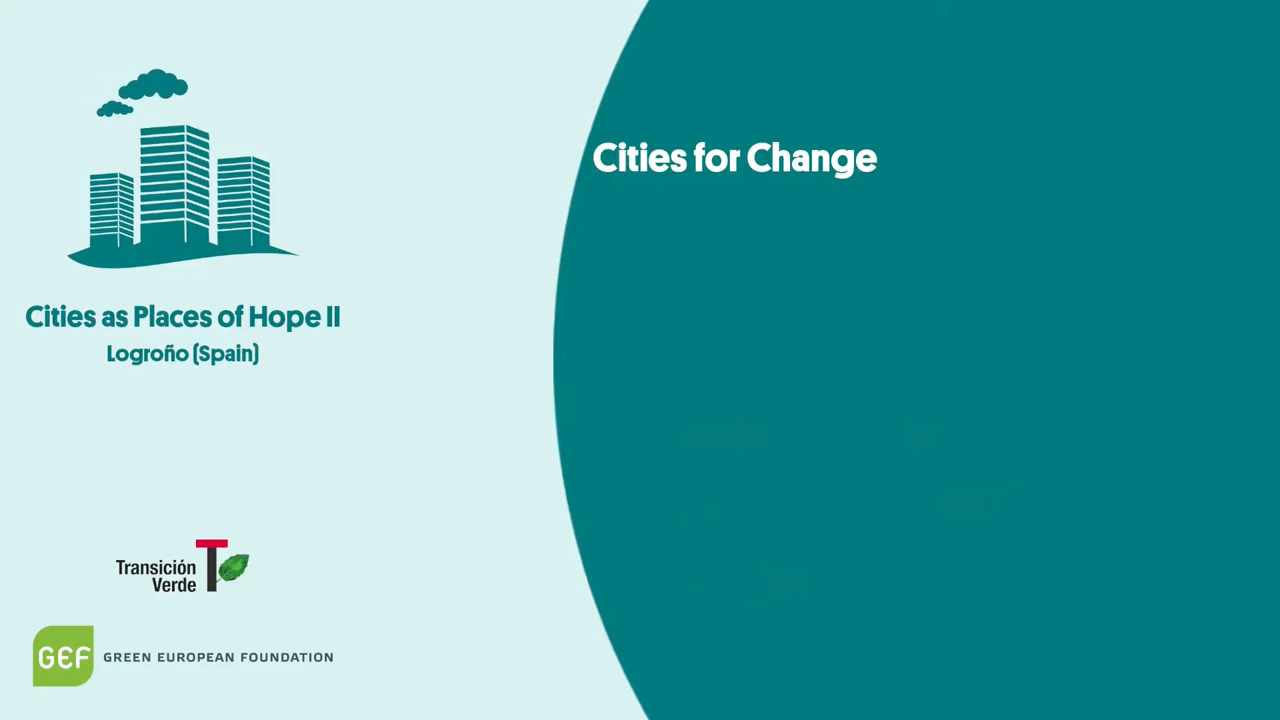 Cities for Change
Cities as Places of Hope II
Logroño (Spain)
Transición
Verde
T
GEF GREEN EUROPEAN FOUNDATION